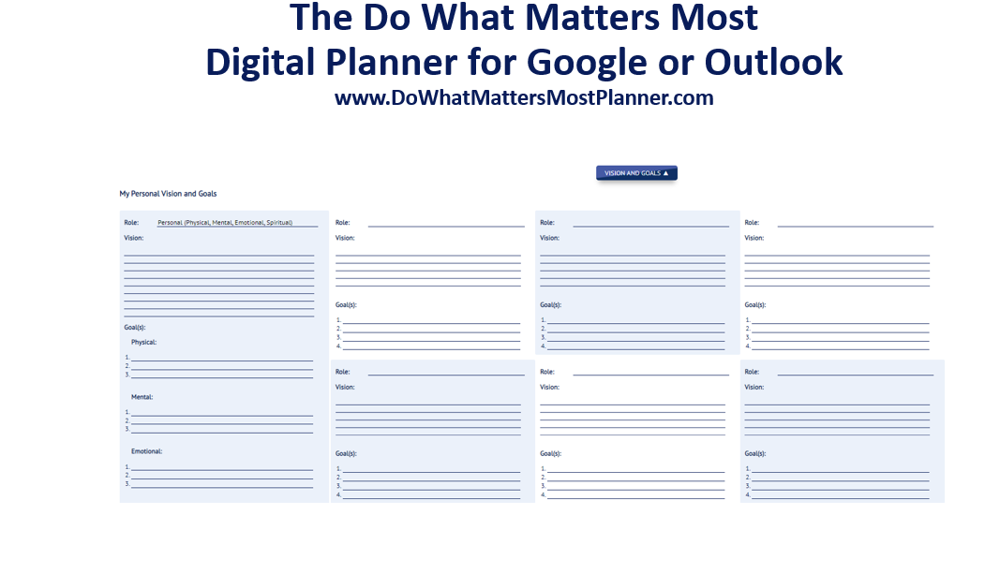 The Do What Matters Most
Digital Planner for Google or Outlook
www.DoWhatMattersMostPlanner.com
VISION AND GOALS ▲
My Personal Vision and Goals
Role: Personal (Physical, Mental, Emotional, Spiritual)
Vision:
Goal(s):
Physical:
1.
2.
3.
Mental:
1.
2.
3.
Emotional:
1.
2.
3.
Role:
Vision:
Goal(s):
1.
2.
3.
4.
Role:
Vision:
Goal(s):
1.
2.
3.
4.
Role:
Vision:
Goal(s):
1.
2.
3.
4.
Role:
Vision:
Goal(s):
1.
2.
3.
4.
Role:
Vision:
Goal(s):
1.
2.
3.
4.
Role:
Vision:
Goal(s):
1.
2.
3.
4.